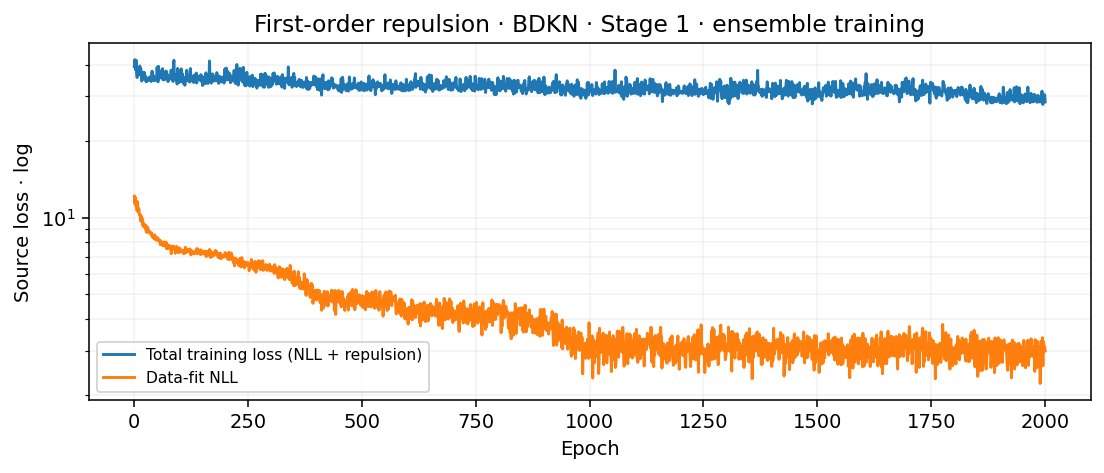 First-order repulsion · BDKN · Stage 1 · ensemble training
Source loss · log
10¹
Total training loss (NLL + repulsion)
Data-fit NLL
0 250 500 750 1000 1250 1500 1750 2000
Epoch